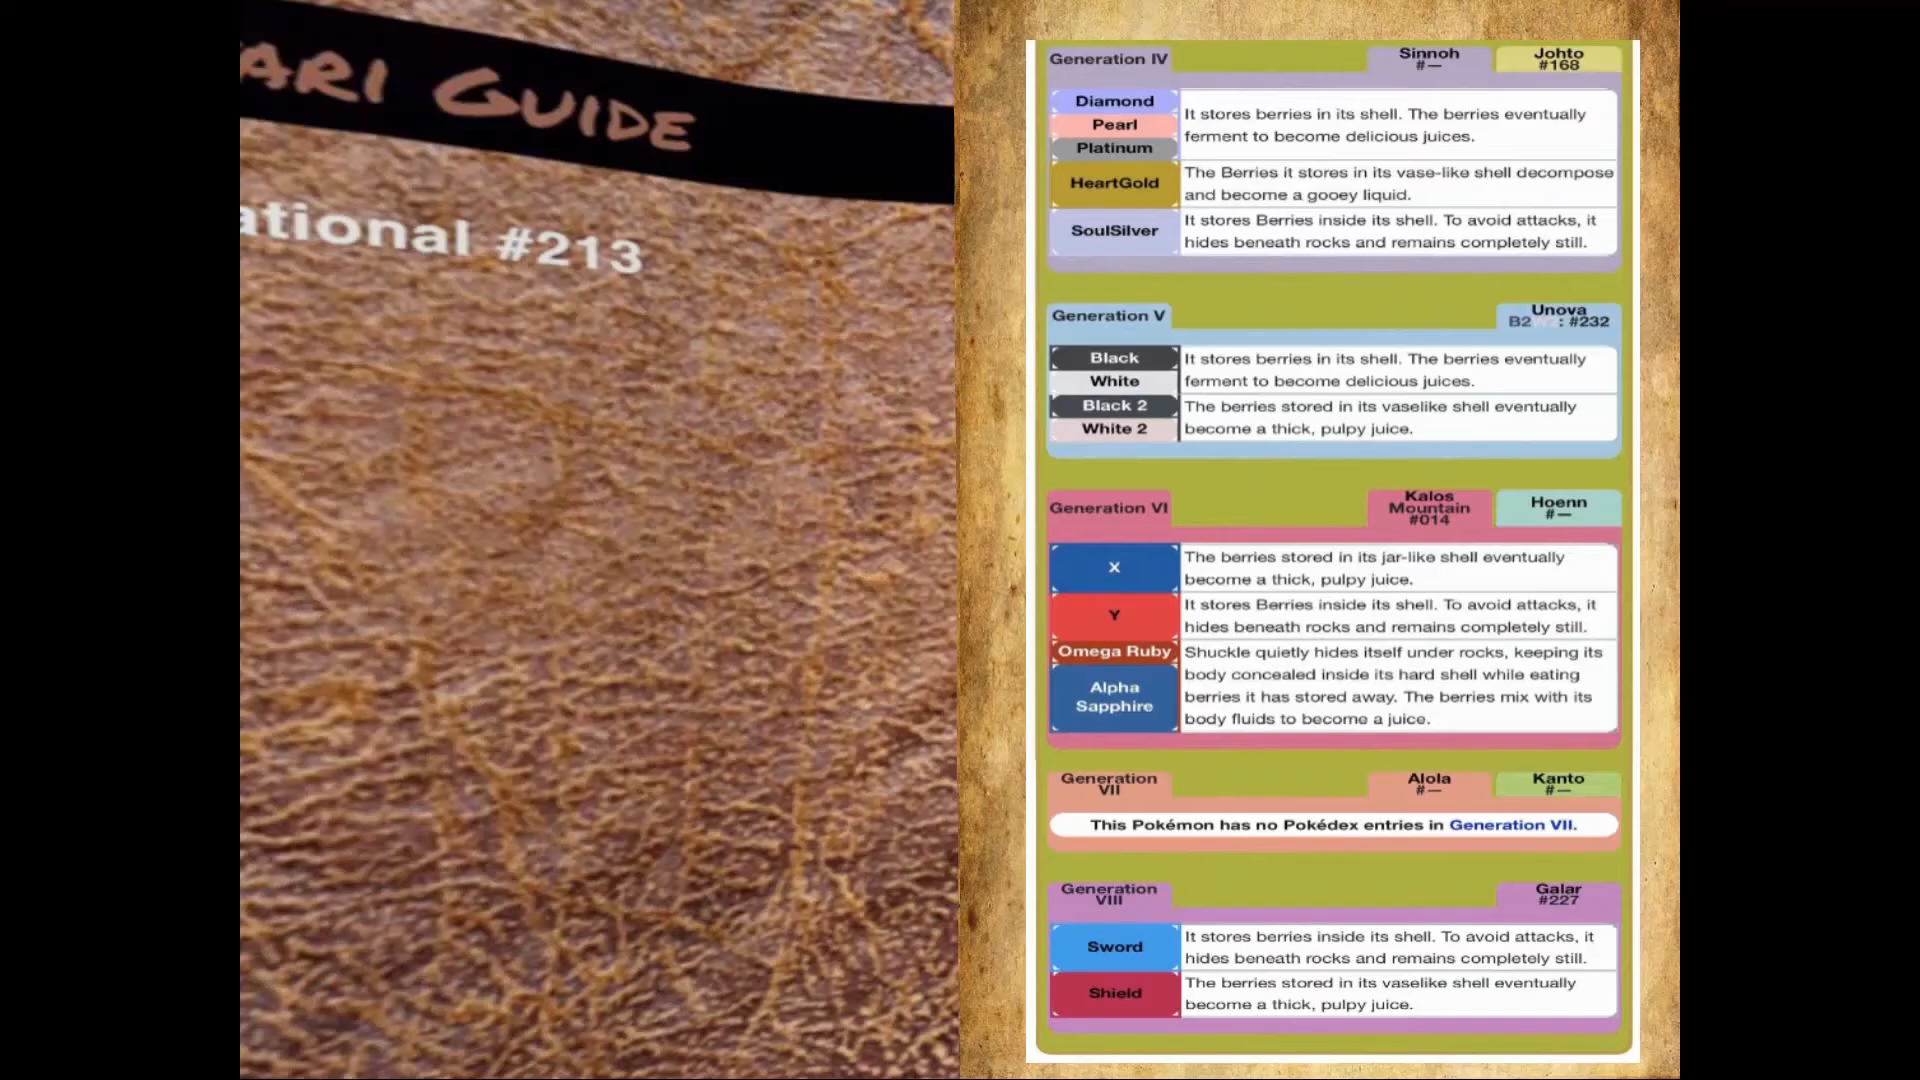 ARI GUIDE
ational #213
Generation IV
Sinnoh
#—
Johto
#168
Diamond
Pearl
Platinum
It stores berries in its shell. The berries eventually
ferment to become delicious juices.
HeartGold
The Berries it stores in its vase-like shell decompose
and become a gooey liquid.
SoulSilver
It stores Berries inside its shell. To avoid attacks, it
hides beneath rocks and remains completely still.
Generation V
Unova
B2W2: #232
Black
White
It stores berries in its shell. The berries eventually
ferment to become delicious juices.
Black 2
White 2
The berries stored in its vaselike shell eventually
become a thick, pulpy juice.
Generation VI
Kalos
Mountain
#014
Hoenn
#—
X
The berries stored in its jar-like shell eventually
become a thick, pulpy juice.
Y
It stores Berries inside its shell. To avoid attacks, it
hides beneath rocks and remains completely still.
Omega Ruby
Alpha
Sapphire
Shuckle quietly hides itself under rocks, keeping its
body concealed inside its hard shell while eating
berries it has stored away. The berries mix with its
body fluids to become a juice.
Generation
VII
Alola
#—
Kanto
#—
This Pokémon has no Pokédex entries in Generation VII.
Generation
VIII
Galar
#227
Sword
It stores berries inside its shell. To avoid attacks, it
hides beneath rocks and remains completely still.
Shield
The berries stored in its vaselike shell eventually
become a thick, pulpy juice.